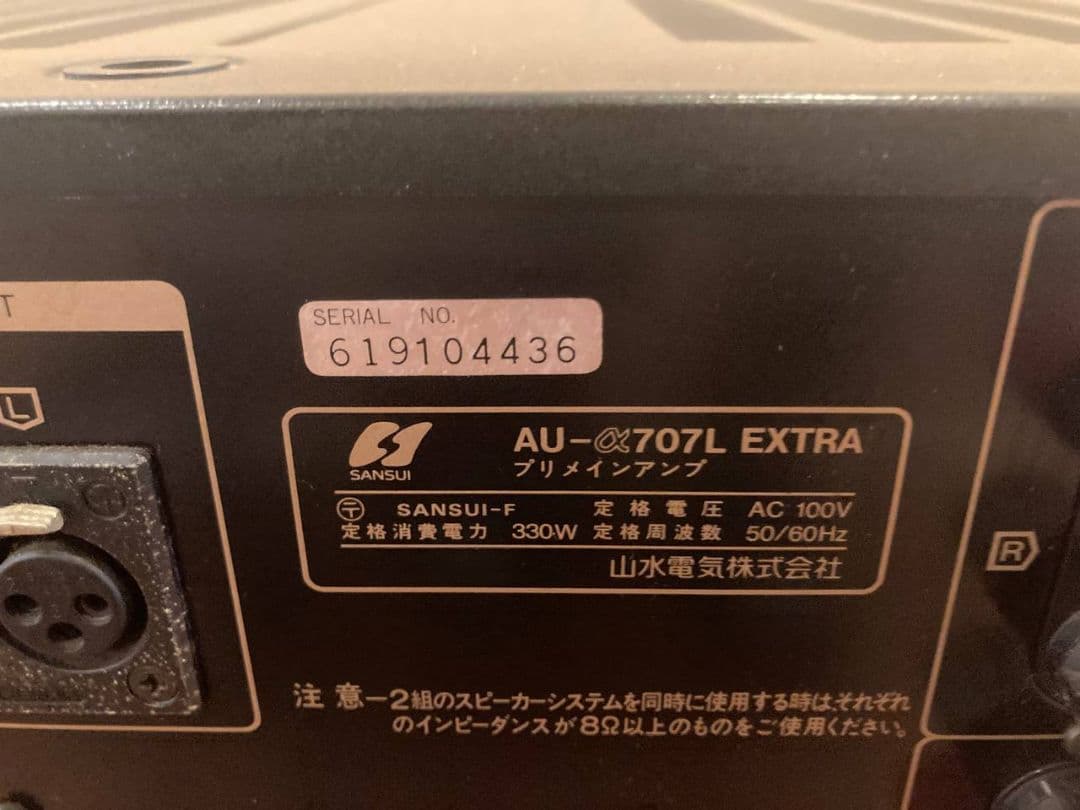 T
L
SERIAL NO.
619104436
SANSUI
AU-α707L EXTRA
プリメインアンプ
〒 SANSUI-F 定格電圧 AC 100V
定格消費電力 330W 定格周波数 50/60Hz
山水電気株式会社
R
注意－2組のスピーカーシステムを同時に使用する時はそれぞれ
のインピーダンスが8Ω以上のものをご使用ください。